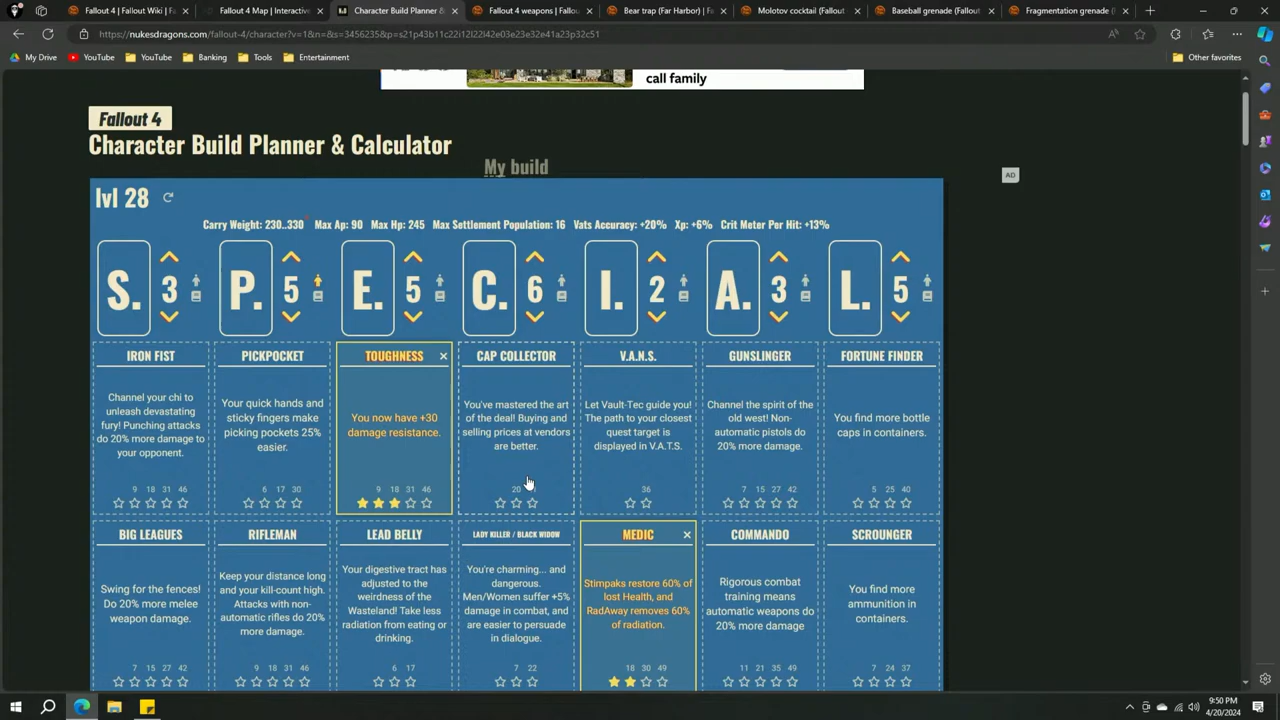 Fallout 4 | Fallout Wiki | Fa
Fallout 4 Map | Interactiv
Character Build Planner &
Fallout 4 weapons | Fallou
Bear trap (Far Harbor) | Fa
Molotov cocktail (Fallout
Baseball grenade (Fallout
Fragmentation grenade (F
https://nukesdragons.com/fallout-4/character?v=1&n=&s=3456235&p=s21p43b11c22i12l22l42e03e30e32c30c32p33i32c51
My Drive
YouTube
YouTube
Banking
Tools
Entertainment
Other favorites
call family
Fallout 4
Character Build Planner & Calculator
My build
AD
lvl 28
Carry Weight: 230..330 Max Ap: 90 Max Hp: 245 Max Settlement Population: 16 Vats Accuracy: +20% Xp: +6% Crit Meter Per Hit: +13%
S. 3 P. 5 E. 5 C. 6 I. 2 A. 3 L. 5
IRON FIST
Channel your chi to
unleash devastating
fury! Punching attacks
do 20% more damage to
your opponent.
9 18 31 46
PICKPOCKET
Your quick hands and
sticky fingers make
picking pockets 25%
easier.
6 17 30
TOUGHNESS
You now have +30
damage resistance.
9 18 31 46
CAP COLLECTOR
You've mastered the art
of the deal! Buying and
selling prices at vendors
are better.
20
V.A.N.S.
Let Vault-Tec guide you!
The path to your closest
quest target is
displayed in V.A.T.S.
36
GUNSLINGER
Channel the spirit of the
old west! Non-
automatic pistols do
20% more damage.
7 15 27 42
FORTUNE FINDER
You find more bottle
caps in containers.
5 25 40
BIG LEAGUES
Swing for the fences!
Do 20% more melee
weapon damage.
7 15 27 42
RIFLEMAN
Keep your distance long
and your kill-count high.
Attacks with non-
automatic rifles do 20%
more damage.
9 18 31 46
LEAD BELLY
Your digestive tract has
adjusted to the
weirdness of the
Wasteland! Take less
radiation from eating or
drinking.
6 17
LADY KILLER / BLACK WIDOW
You're charming... and
dangerous.
Men/Women suffer +5%
damage in combat, and
are easier to persuade
in dialogue.
7 22
MEDIC
Stimpaks restore 60% of
lost Health, and
RadAway removes 60%
of radiation.
18 30 49
COMMANDO
Rigorous combat
training means
automatic weapons do
20% more damage
11 21 35 49
SCROUNGER
You find more
ammunition in
containers.
7 24 37
9:50 PM
4/20/2024